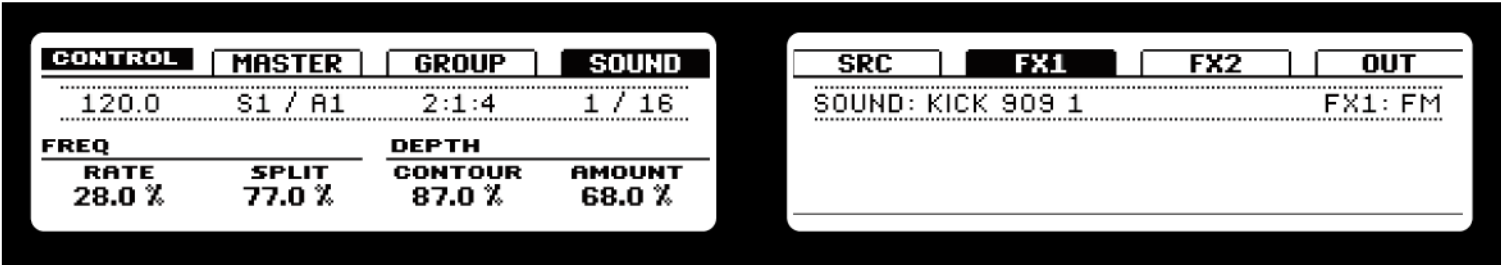 CONTROL MASTER GROUP SOUND
120.0 S1 / A1 2:1:4 1 / 16
FREQ DEPTH
RATE SPLIT CONTOUR AMOUNT
28.0 % 77.0 % 87.0 % 68.0 %
SRC FX1 FX2 OUT
SOUND: KICK 909 1 FX1: FM